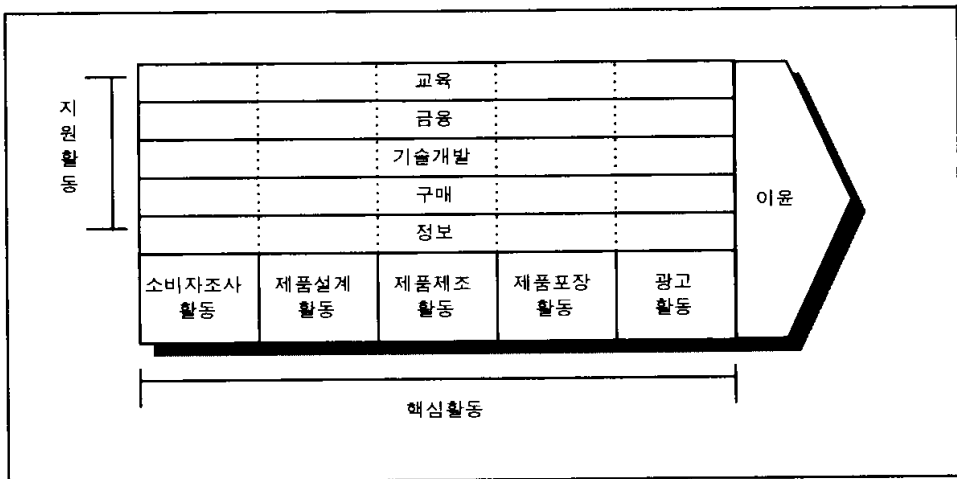 교육
금융
기술개발
구매
정보
지
원
활
동
이윤
소비자조사
활동
제품설계
활동
제품제조
활동
제품포장
활동
광고
활동
핵심활동